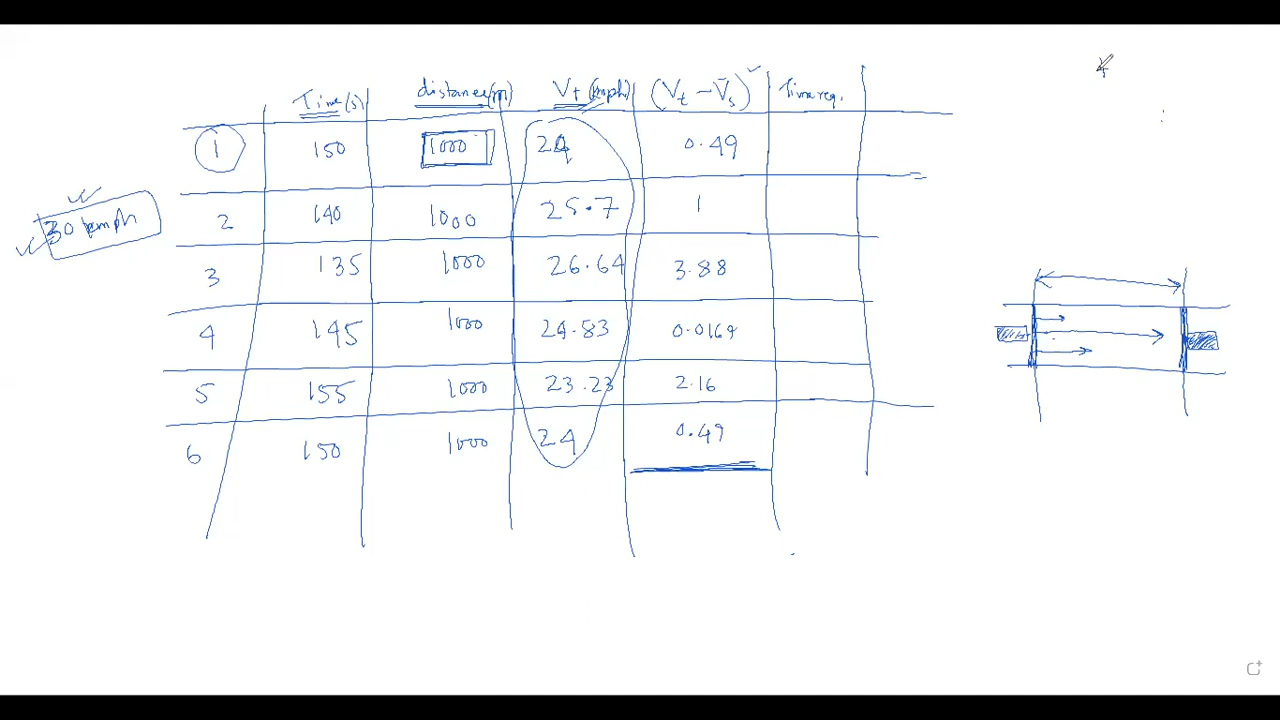 Time(s) distance(m) Vt(kmph) (Vt − V̄s)² Time req.
1 150 1000 24 0.49
30 kmph
2 140 1000 25.7 1
3 135 1000 26.64 3.88
4 145 1000 24.83 0.0169
5 155 1000 23.23 2.16
6 150 1000 24 0.49